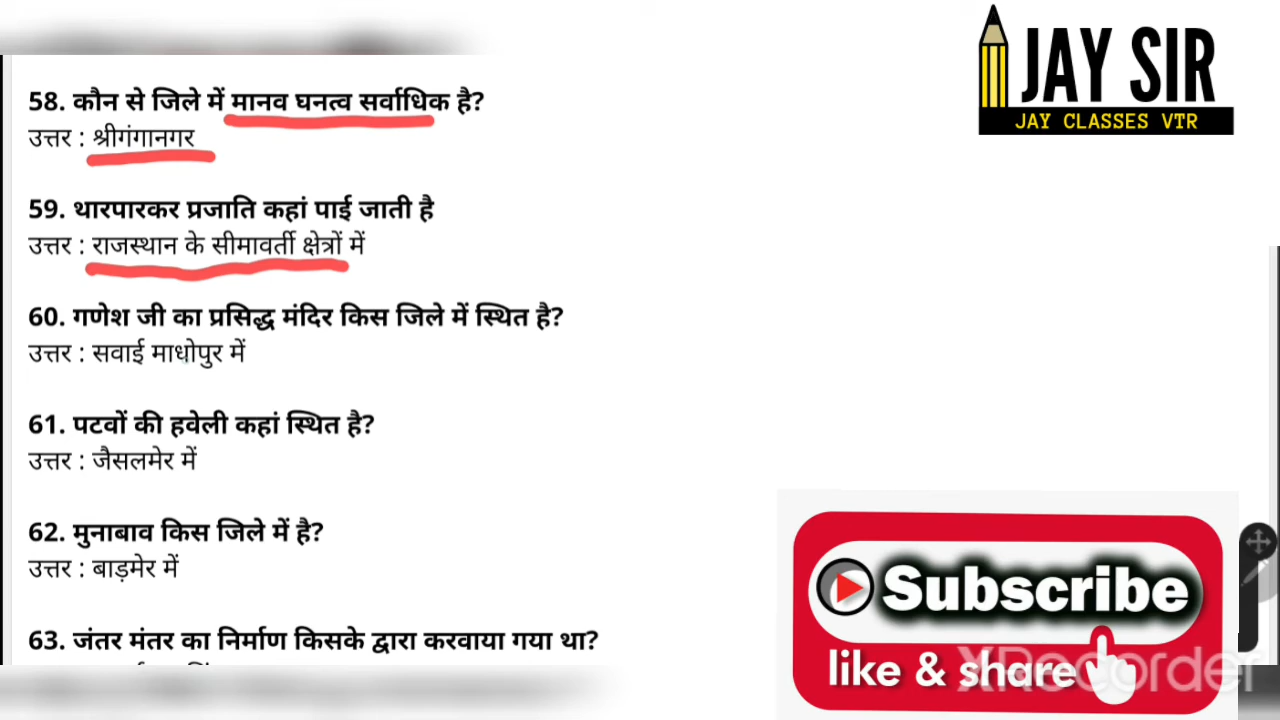 JAY SIR
JAY CLASSES VTR
58. कौन से जिले में मानव घनत्व सर्वाधिक है?
उत्तर : श्रीगंगानगर
59. थारपारकर प्रजाति कहां पाई जाती है
उत्तर : राजस्थान के सीमावर्ती क्षेत्रों में
60. गणेश जी का प्रसिद्ध मंदिर किस जिले में स्थित है?
उत्तर : सवाई माधोपुर में
61. पटवों की हवेली कहां स्थित है?
उत्तर : जैसलमेर में
62. मुनाबाव किस जिले में है?
उत्तर : बाड़मेर में
63. जंतर मंतर का निर्माण किसके द्वारा करवाया गया था?
Subscribe
like & share
XRecorder